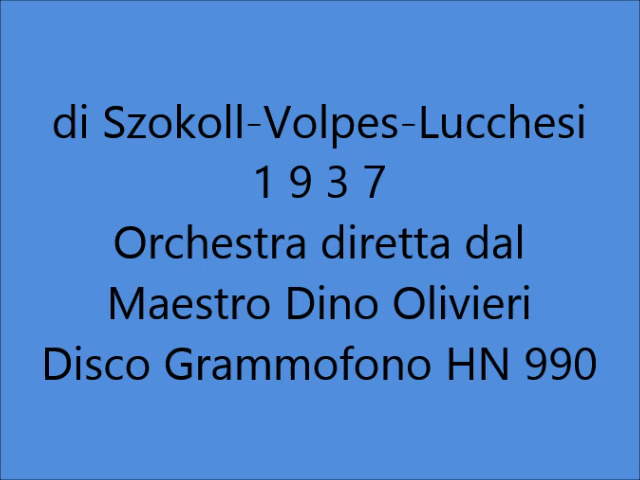 di Szokoll-Volpes-Lucchesi
1 9 3 7
Orchestra diretta dal
Maestro Dino Olivieri
Disco Grammofono HN 990